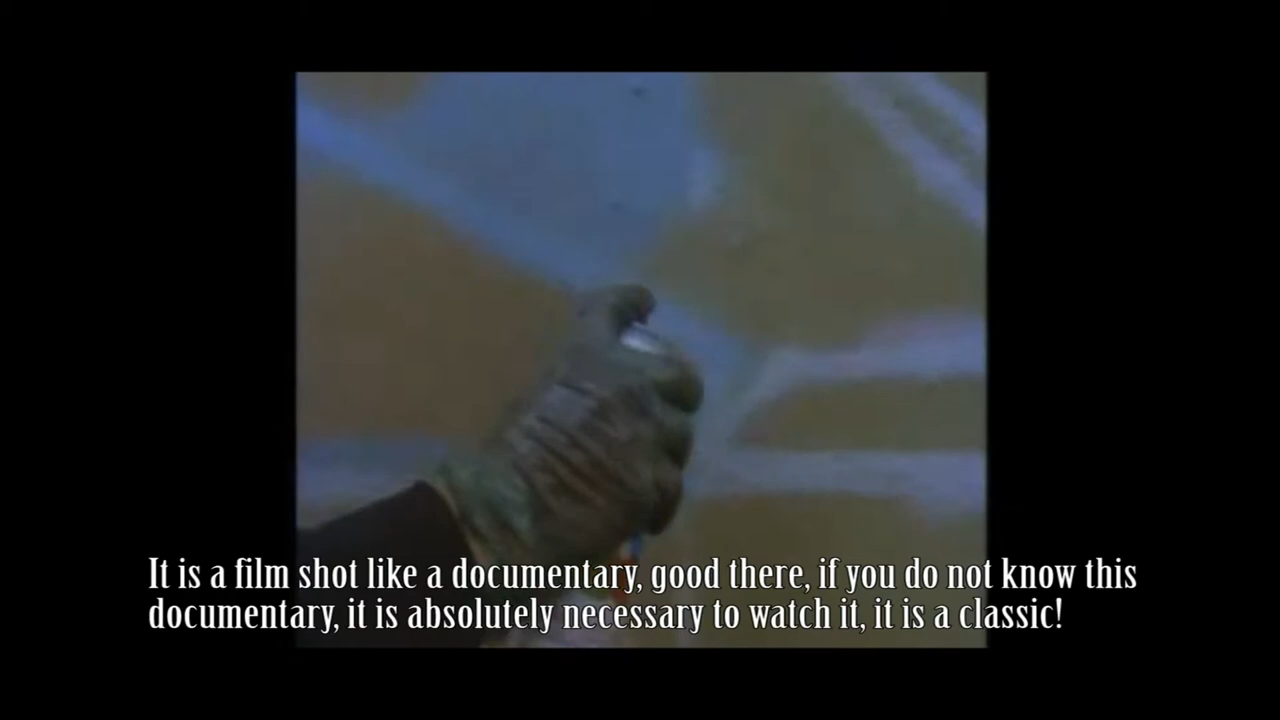 It is a film shot like a documentary, good there, if you do not know this
documentary, it is absolutely necessary to watch it, it is a classic!